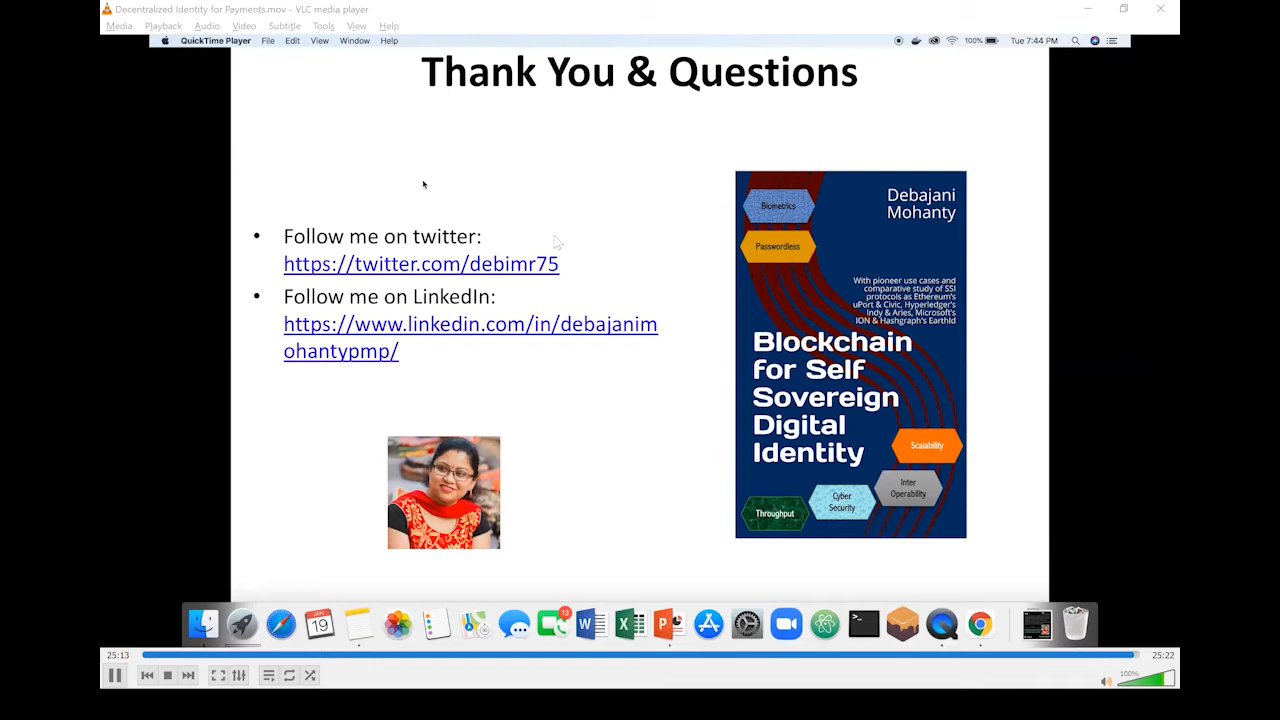 Decentralized Identity for Payments.mov - VLC media player
Media Playback Audio Video Subtitle Tools View Help
QuickTime Player File Edit View Window Help 100% Tue 7:44 PM
Thank You & Questions
• Follow me on twitter:
https://twitter.com/debimr75
• Follow me on LinkedIn:
https://www.linkedin.com/in/debajanim
ohantypmp/
Debajani
Mohanty
Biometrics
Passwordless
With pioneer use cases and
comparative study of SSI
protocols as Ethereum's
uPort & Civic, Hyperledger's
Indy & Aries, Microsoft's
ION & Hashgraph's EarthId
Blockchain
for Self
Sovereign
Digital
Identity
Scalability
Inter
Operability
Cyber
Security
Throughput
JAN
19
13
W
X
P
>_
25:13
25:22
100%